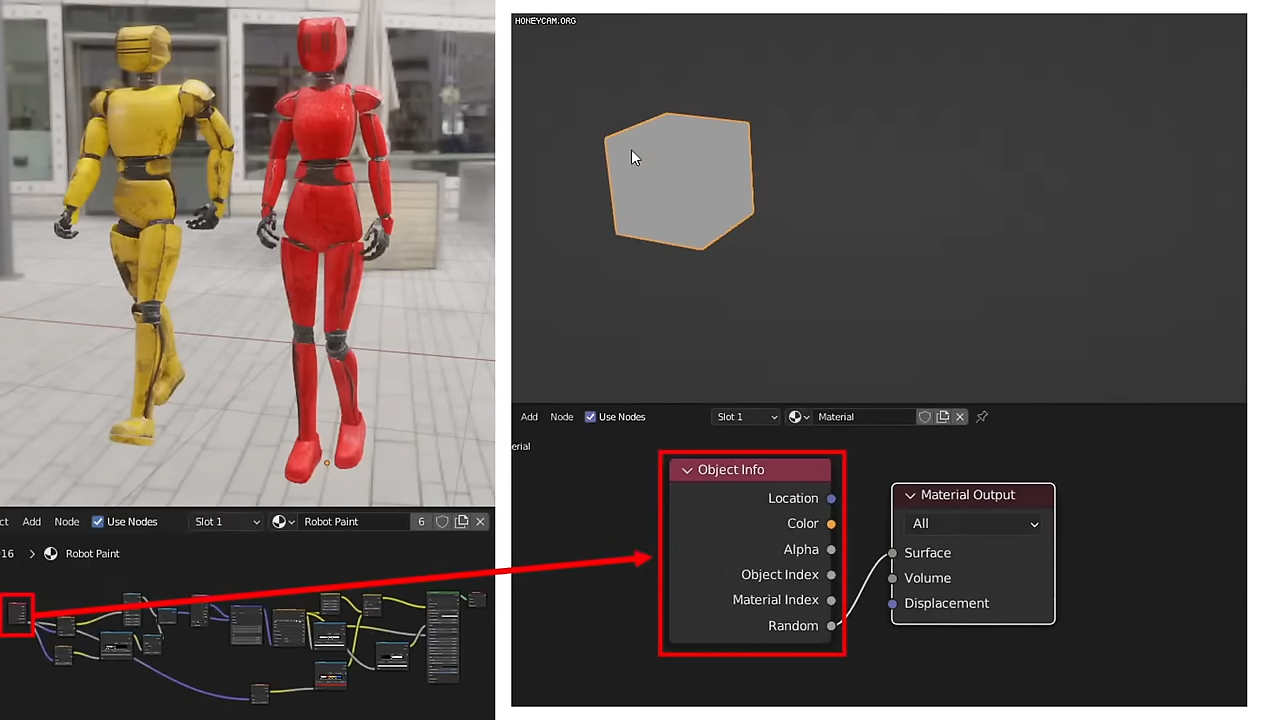 HONEYCAM.ORG
Add Node Use Nodes Slot 1 Material
erial
Object Info
Location
Color
Alpha
Object Index
Material Index
Random
Material Output
All
Surface
Volume
Displacement
ct Add Node Use Nodes Slot 1 Robot Paint 6
16 Robot Paint